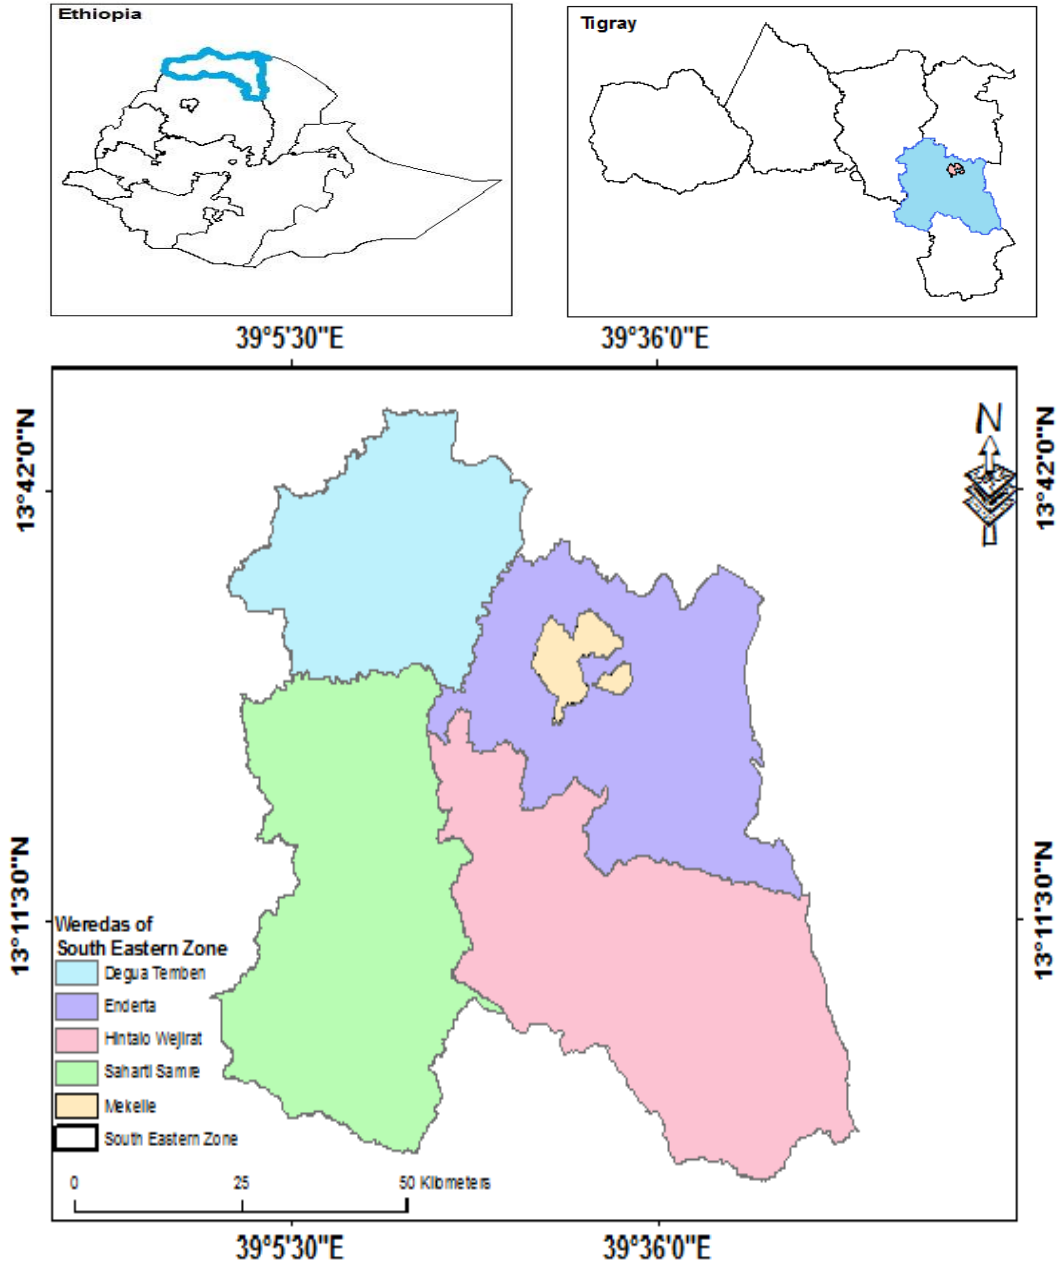 Ethiopia
Tigray
39°5'30"E
39°36'0"E
13°42'0"N
13°42'0"N
N
13°11'30"N
13°11'30"N
Weredas of
South Eastern Zone
Degua Temben
Enderta
Hintalo Wejirat
Saharti Samre
Mekelle
South Eastern Zone
0 25 50 Kilometers
39°5'30"E
39°36'0"E